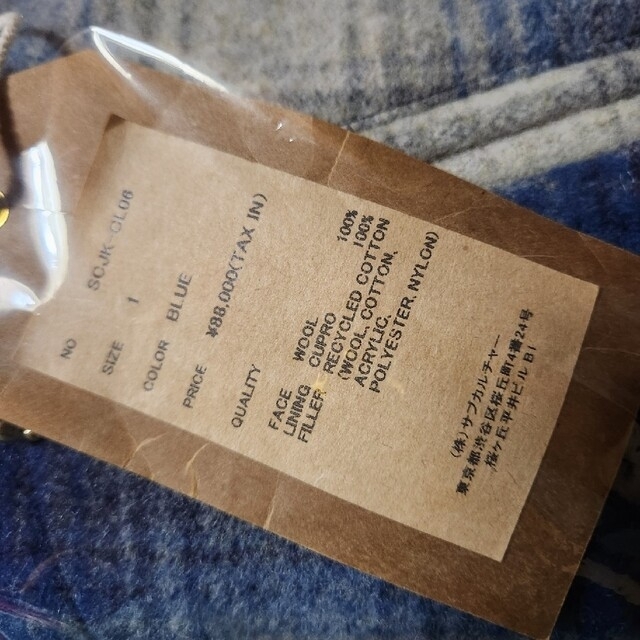 NO SCJK-GL06
SIZE 1
COLOR BLUE
PRICE ¥88,000(TAX IN)
QUALITY
FACE WOOL 100%
LINING CUPRO 100%
FILLER RECYCLED COTTON
(WOOL, COTTON,
ACRYLIC,
POLYESTER, NYLON)
(株)サブカルチャー
東京都渋谷区桜丘町4番24号
桜ヶ丘平井ビルB1